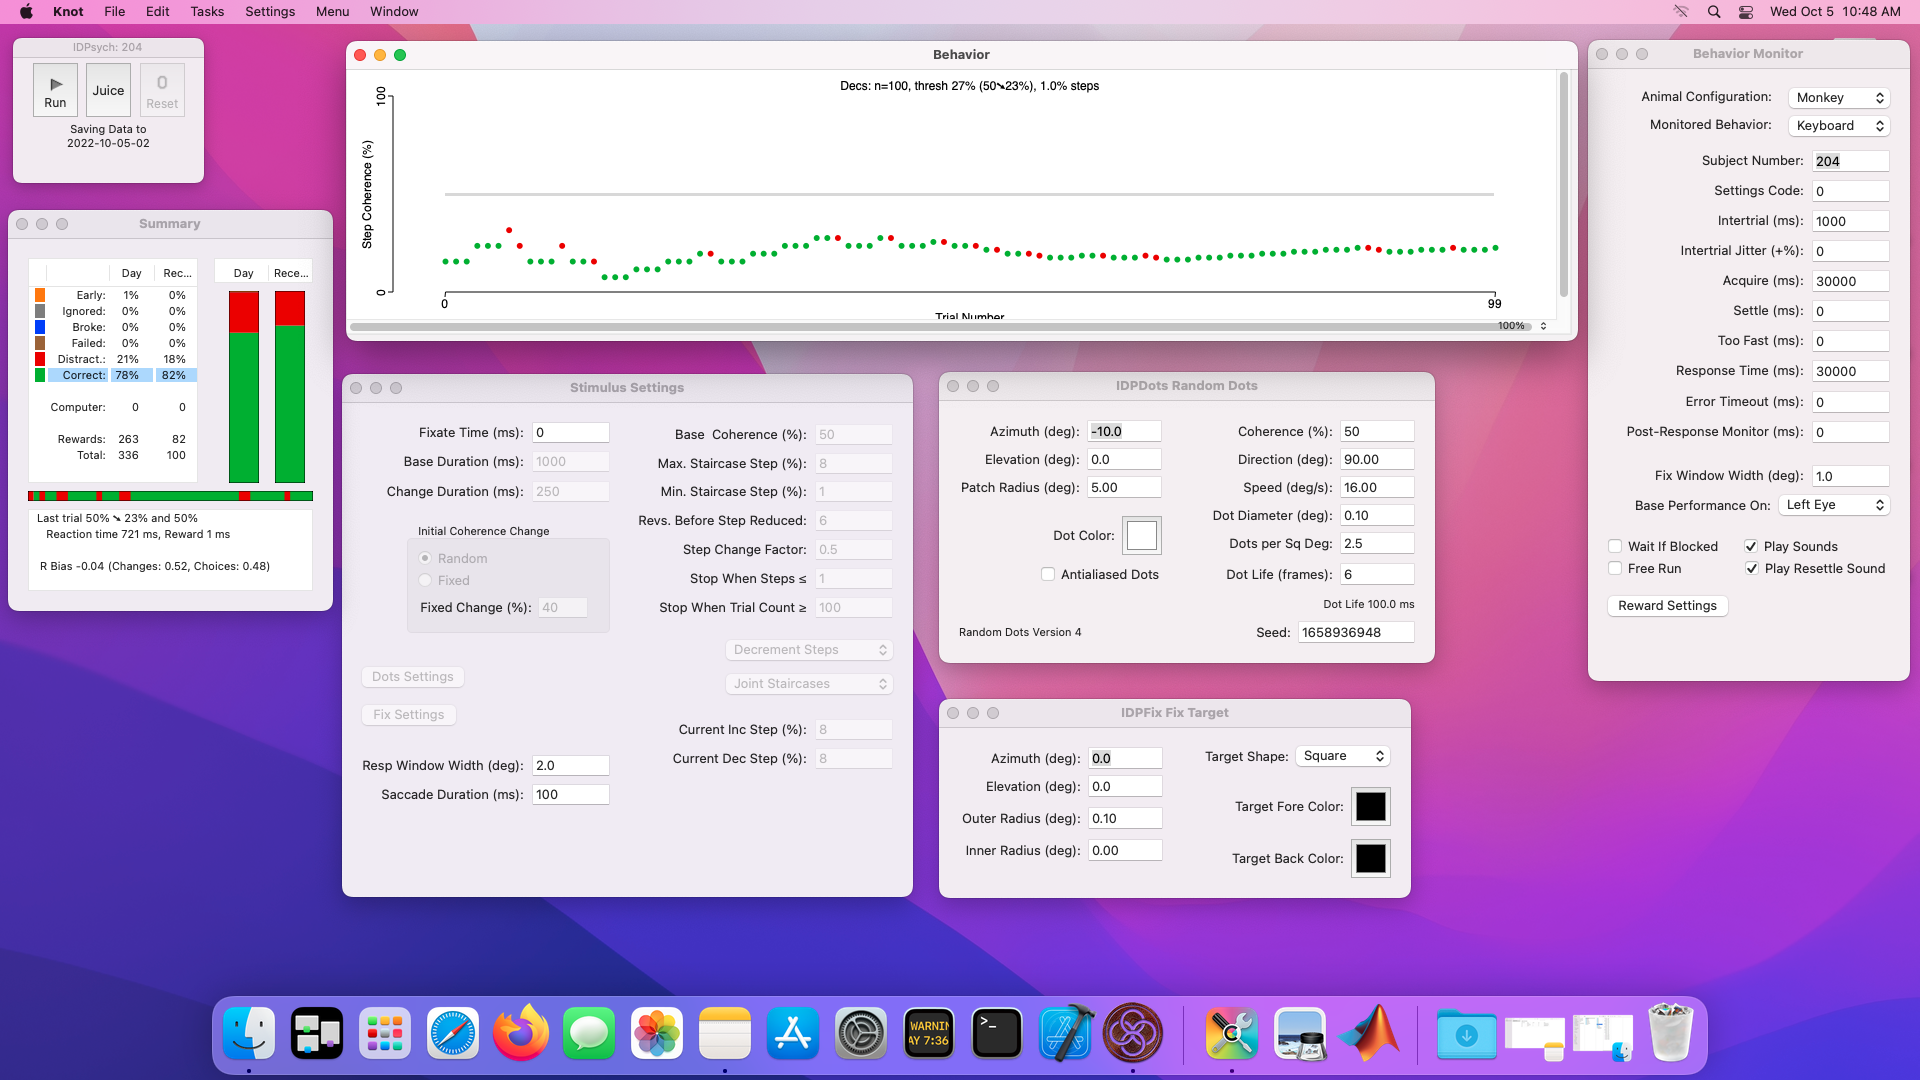 Knot File Edit Tasks Settings Menu Window
Wed Oct 5 10:48 AM
IDPsych: 204
Run
Juice
0
Reset
Saving Data to
2022-10-05-02
Summary
Day Rec...
Early: 1% 0%
Ignored: 0% 0%
Broke: 0% 0%
Failed: 0% 0%
Distract.: 21% 18%
Correct: 78% 82%
Computer: 0 0
Rewards: 263 82
Total: 336 100
Day Rece...
Last trial 50% ➘ 23% and 50%
Reaction time 721 ms, Reward 1 ms
R Bias -0.04 (Changes: 0.52, Choices: 0.48)
Behavior
Decs: n=100, thresh 27% (50➘23%), 1.0% steps
100
Step Coherence (%)
0
0
99
Trial Number
100%
Stimulus Settings
Fixate Time (ms): 0
Base Duration (ms): 1000
Change Duration (ms): 250
Initial Coherence Change
Random
Fixed
Fixed Change (%): 40
Dots Settings
Fix Settings
Resp Window Width (deg): 2.0
Saccade Duration (ms): 100
Base Coherence (%): 50
Max. Staircase Step (%): 8
Min. Staircase Step (%): 1
Revs. Before Step Reduced: 6
Step Change Factor: 0.5
Stop When Steps ≤ 1
Stop When Trial Count ≥ 100
Decrement Steps
Joint Staircases
Current Inc Step (%): 8
Current Dec Step (%): 8
IDPDots Random Dots
Azimuth (deg): -10.0
Elevation (deg): 0.0
Patch Radius (deg): 5.00
Dot Color:
Antialiased Dots
Random Dots Version 4
Coherence (%): 50
Direction (deg): 90.00
Speed (deg/s): 16.00
Dot Diameter (deg): 0.10
Dots per Sq Deg: 2.5
Dot Life (frames): 6
Dot Life 100.0 ms
Seed: 1658936948
IDPFix Fix Target
Azimuth (deg): 0.0
Elevation (deg): 0.0
Outer Radius (deg): 0.10
Inner Radius (deg): 0.00
Target Shape: Square
Target Fore Color:
Target Back Color:
Behavior Monitor
Animal Configuration: Monkey
Monitored Behavior: Keyboard
Subject Number: 204
Settings Code: 0
Intertrial (ms): 1000
Intertrial Jitter (+%): 0
Acquire (ms): 30000
Settle (ms): 0
Too Fast (ms): 0
Response Time (ms): 30000
Error Timeout (ms): 0
Post-Response Monitor (ms): 0
Fix Window Width (deg): 1.0
Base Performance On: Left Eye
Wait If Blocked
Play Sounds
Free Run
Play Resettle Sound
Reward Settings
WARNIN
AY 7:36
>_